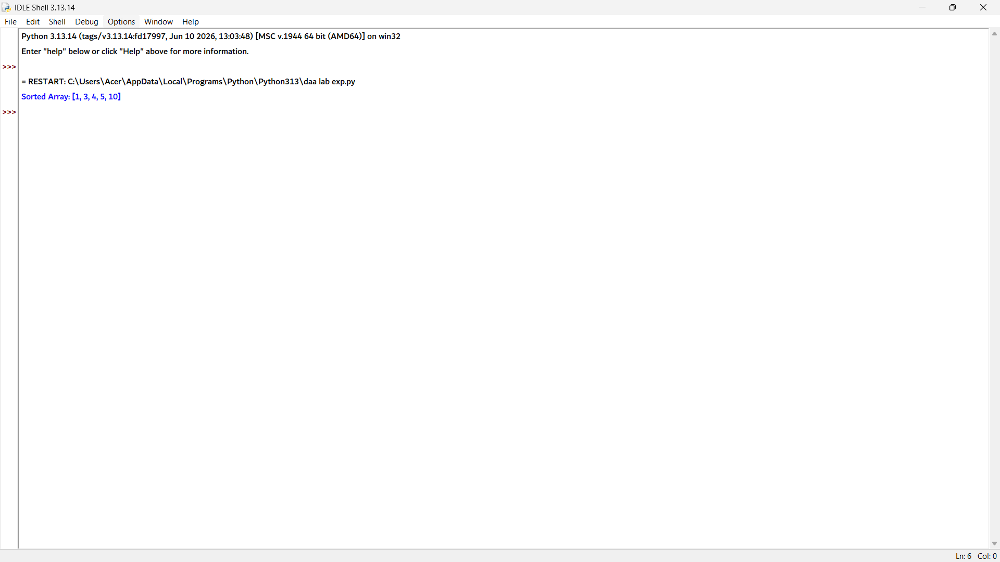 IDLE Shell 3.13.14
File Edit Shell Debug Options Window Help
Python 3.13.14 (tags/v3.13.14:fd17997, Jun 10 2026, 13:03:48) [MSC v.1944 64 bit (AMD64)] on win32
Enter "help" below or click "Help" above for more information.
>>>
= RESTART: C:\Users\Acer\AppData\Local\Programs\Python\Python313\daa lab exp.py
Sorted Array: [1, 3, 4, 5, 10]
>>>
Ln: 6 Col: 0